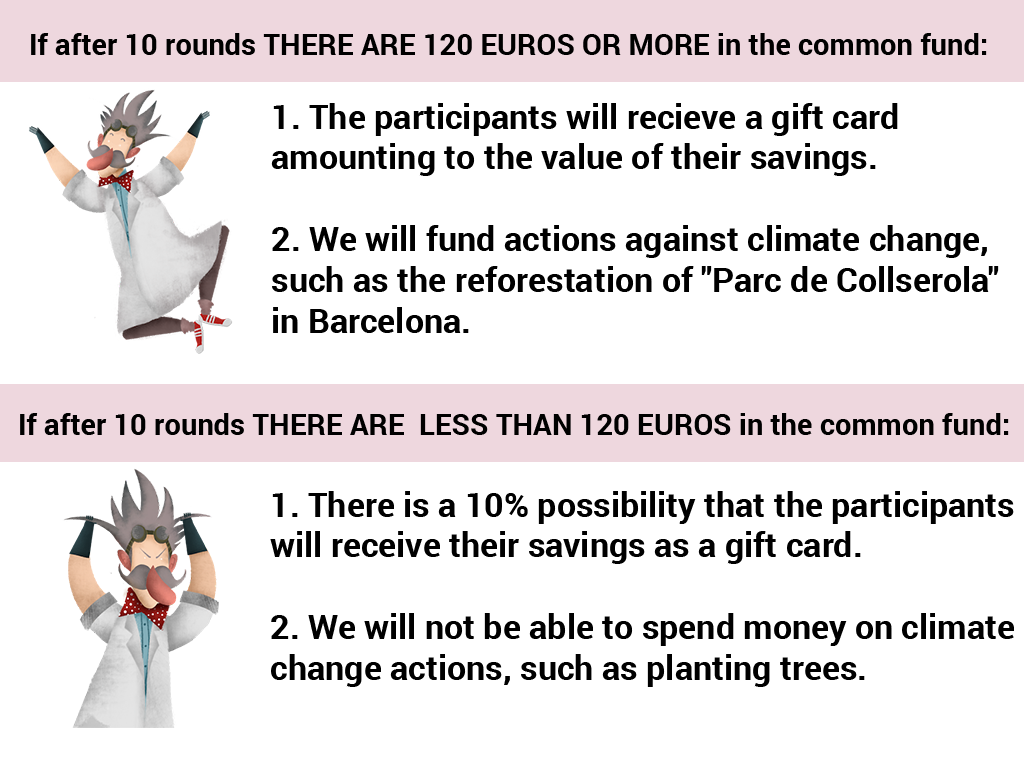 If after 10 rounds THERE ARE 120 EUROS OR MORE in the common fund:
1. The participants will recieve a gift card
amounting to the value of their savings.
2. We will fund actions against climate change,
such as the reforestation of "Parc de Collserola"
in Barcelona.
If after 10 rounds THERE ARE  LESS THAN 120 EUROS in the common fund:
1. There is a 10% possibility that the participants
will receive their savings as a gift card.
2. We will not be able to spend money on climate
change actions, such as planting trees.